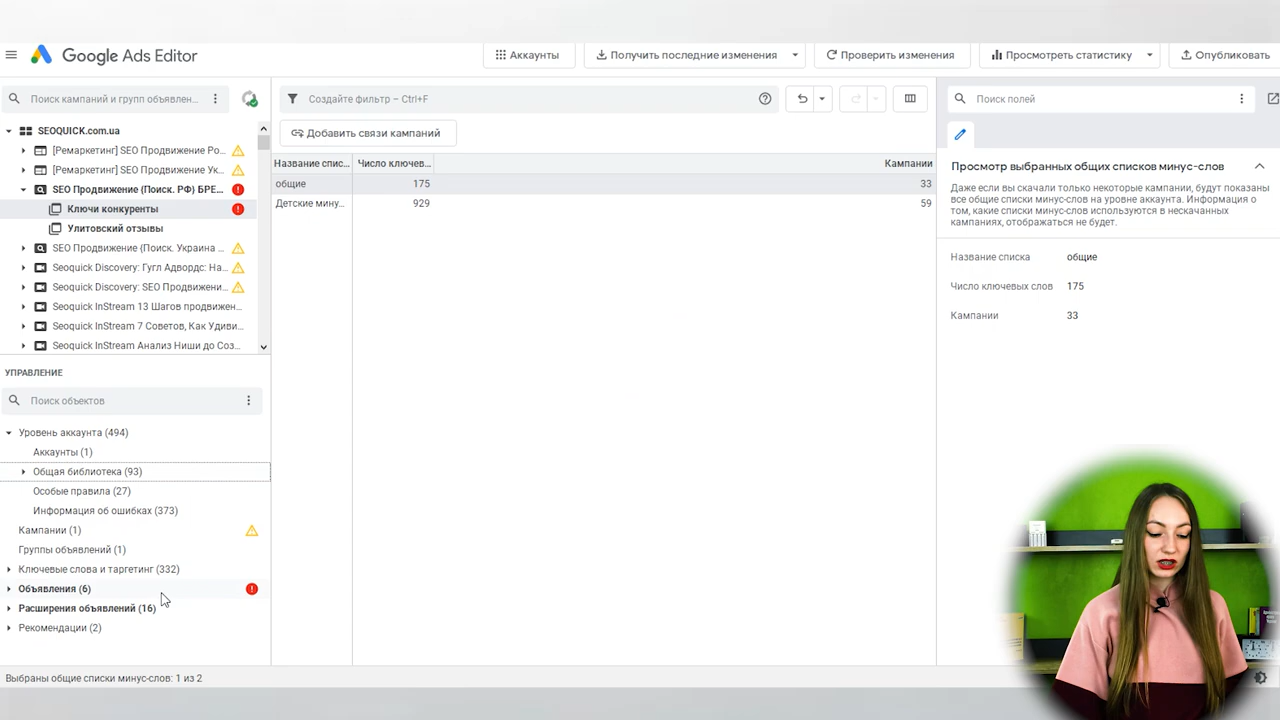 Google Ads Editor
Аккаунты
Получить последние изменения
Проверить изменения
Просмотреть статистику
Опубликовать
Поиск кампаний и групп объявлен...
Создайте фильтр – Ctrl+F
Поиск полей
SEOQUICK.com.ua
[Ремаркетинг] SEO Продвижение Ро...
[Ремаркетинг] SEO Продвижение Ук...
SEO Продвижение {Поиск. РФ} БРЕ...
Ключи конкуренты
Улитовский отзывы
SEO Продвижение {Поиск. Украина ...
Seoquick Discovery: Гугл Адвордс: На...
Seoquick Discovery: SEO Продвижени...
Seoquick InStream 13 Шагов продвижен...
Seoquick InStream 7 Советов, Как Удиви...
Seoquick InStream Анализ Ниши до Соз...
УПРАВЛЕНИЕ
Поиск объектов
Уровень аккаунта (494)
Аккаунты (1)
Общая библиотека (93)
Особые правила (27)
Информация об ошибках (373)
Кампании (1)
Группы объявлений (1)
Ключевые слова и таргетинг (332)
Объявления (6)
Расширения объявлений (16)
Рекомендации (2)
Добавить связи кампаний
Название спис... Число ключев... Кампании
общие 175 33
Детские мину... 929 59
Просмотр выбранных общих списков минус-слов
Даже если вы скачали только некоторые кампании, будут показаны
все общие списки минус-слов на уровне аккаунта. Информация о
том, какие списки минус-слов используются в нескачанных
кампаниях, отображаться не будет.
Название списка общие
Число ключевых слов 175
Кампании 33
Выбраны общие списки минус-слов: 1 из 2